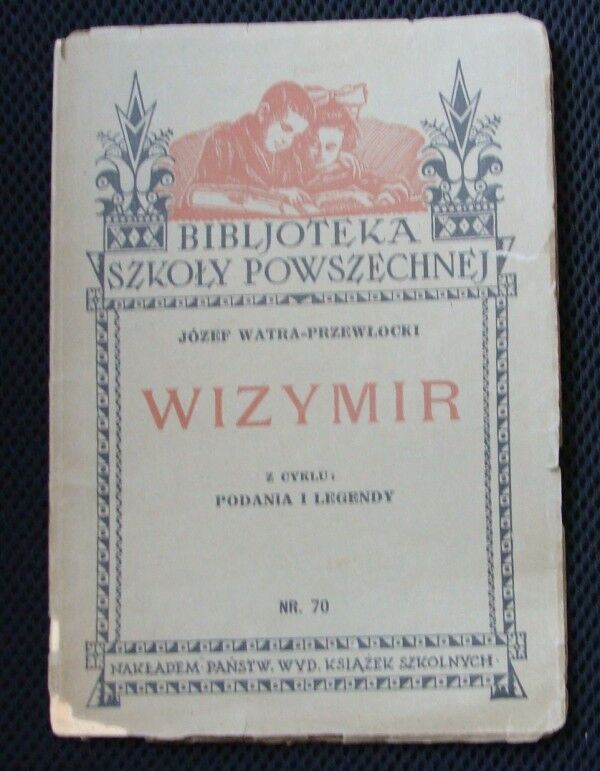 BIBLJOTEKA
SZKOŁY POWSZECHNEJ
JÓZEF WATRA-PRZEWŁOCKI
WIZYMIR
Z CYKLU:
PODANIA I LEGENDY
NR. 70
NAKŁADEM · PAŃSTW. WYD. KSIĄŻEK SZKOLNYCH ·